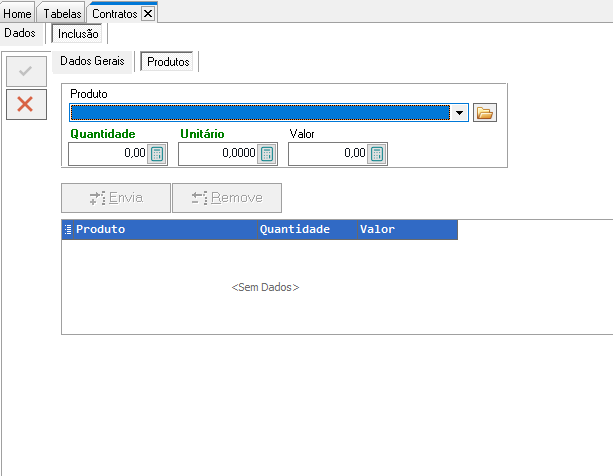 Home Tabelas Contratos
Dados Inclusão
Dados Gerais Produtos
Produto
Quantidade Unitário Valor
0,00 0,0000 0,00
Envia Remove
Produto Quantidade Valor
<Sem Dados>